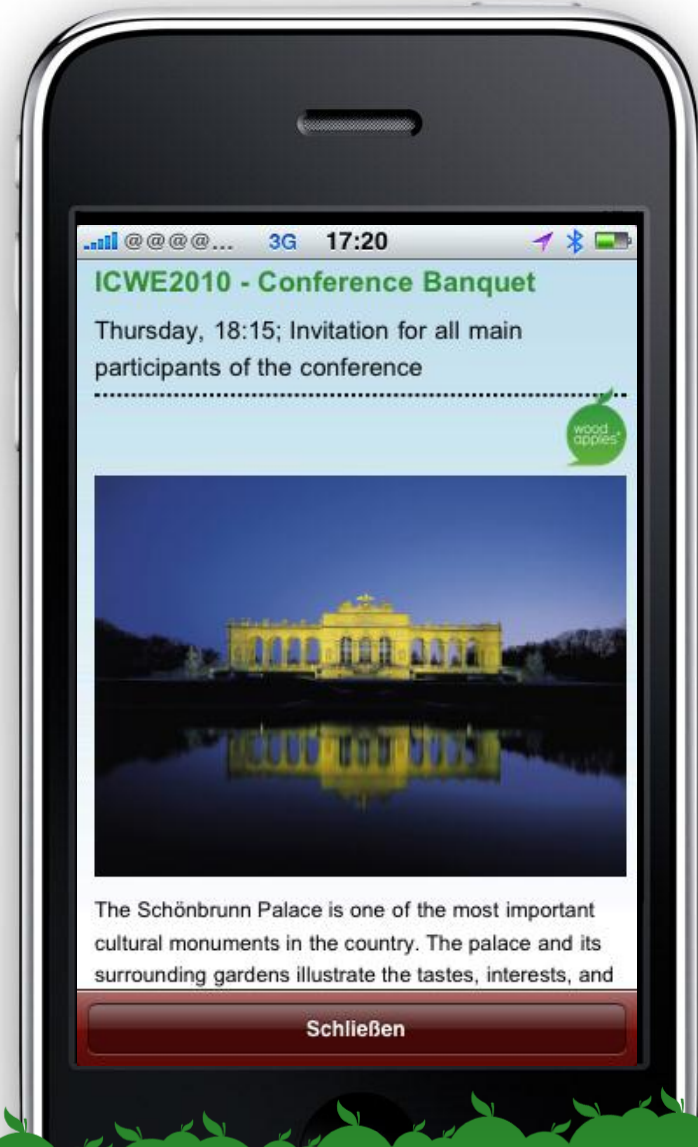 @@@@... 3G 17:20
ICWE2010 - Conference Banquet
Thursday, 18:15; Invitation for all main
participants of the conference
wood
apples
The Schönbrunn Palace is one of the most important
cultural monuments in the country. The palace and its
surrounding gardens illustrate the tastes, interests, and
Schließen